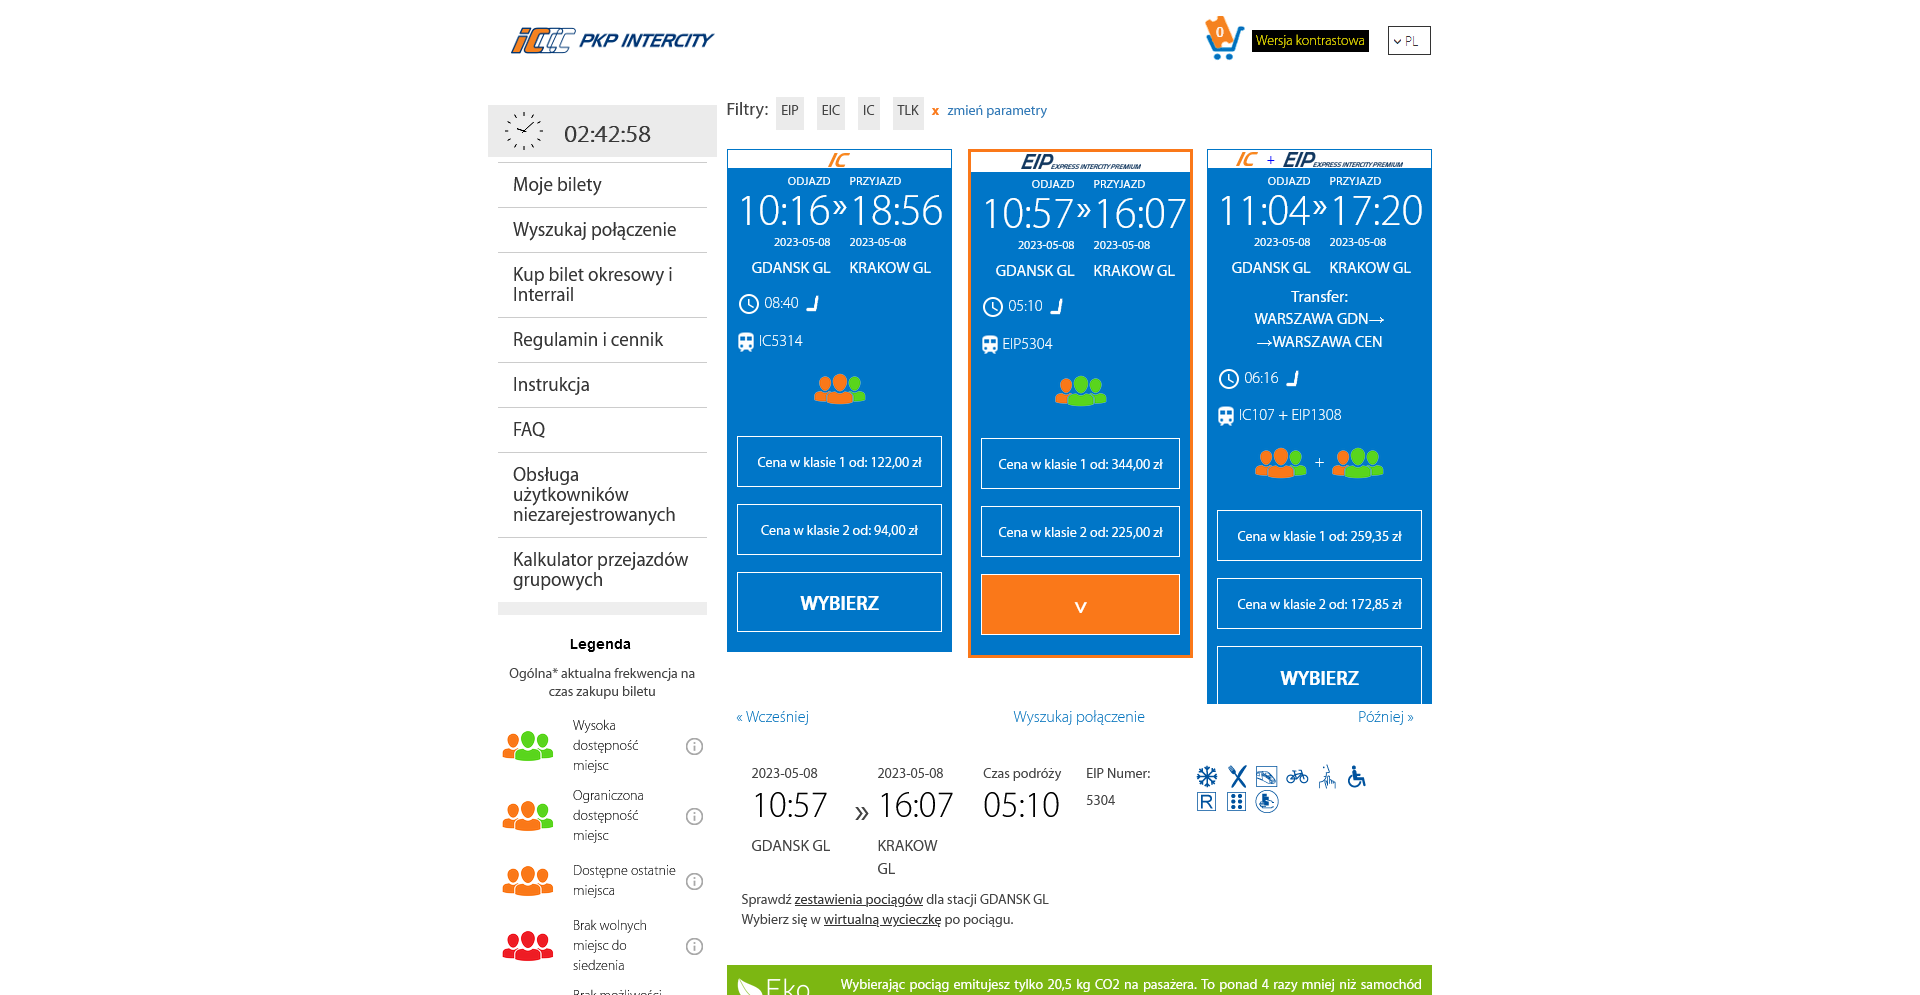 PKP INTERCITY
0
Wersja kontrastowa
PL
02:42:58
Moje bilety
Wyszukaj połączenie
Kup bilet okresowy i
Interrail
Regulamin i cennik
Instrukcja
FAQ
Obsługa
użytkowników
niezarejestrowanych
Kalkulator przejazdów
grupowych
Legenda
Ogólna* aktualna frekwencja na
czas zakupu biletu
Wysoka
dostępność
miejsc
Ograniczona
dostępność
miejsc
Dostępne ostatnie
miejsca
Brak wolnych
miejsc do
siedzenia
Brak możliwości
Filtry: EIP EIC IC TLK x zmień parametry
IC
ODJAZD PRZYJAZD
10:16 » 18:56
2023-05-08 2023-05-08
GDANSK GL KRAKOW GL
08:40
IC5314
Cena w klasie 1 od: 122,00 zł
Cena w klasie 2 od: 94,00 zł
WYBIERZ
EIP EXPRESS INTERCITY PREMIUM
ODJAZD PRZYJAZD
10:57 » 16:07
2023-05-08 2023-05-08
GDANSK GL KRAKOW GL
05:10
EIP5304
Cena w klasie 1 od: 344,00 zł
Cena w klasie 2 od: 225,00 zł
V
IC + EIP EXPRESS INTERCITY PREMIUM
ODJAZD PRZYJAZD
11:04 » 17:20
2023-05-08 2023-05-08
GDANSK GL KRAKOW GL
Transfer:
WARSZAWA GDN→
→WARSZAWA CEN
06:16
IC107 + EIP1308
+
Cena w klasie 1 od: 259,35 zł
Cena w klasie 2 od: 172,85 zł
WYBIERZ
« Wcześniej Wyszukaj połączenie Później »
2023-05-08 2023-05-08 Czas podróży EIP Numer:
10:57 » 16:07 05:10 5304
GDANSK GL KRAKOW
GL
R
Sprawdź zestawienia pociągów dla stacji GDANSK GL
Wybierz się w wirtualną wycieczkę po pociągu.
Eko
Wybierając pociąg emitujesz tylko 20,5 kg CO2 na pasażera. To ponad 4 razy mniej niż samochód